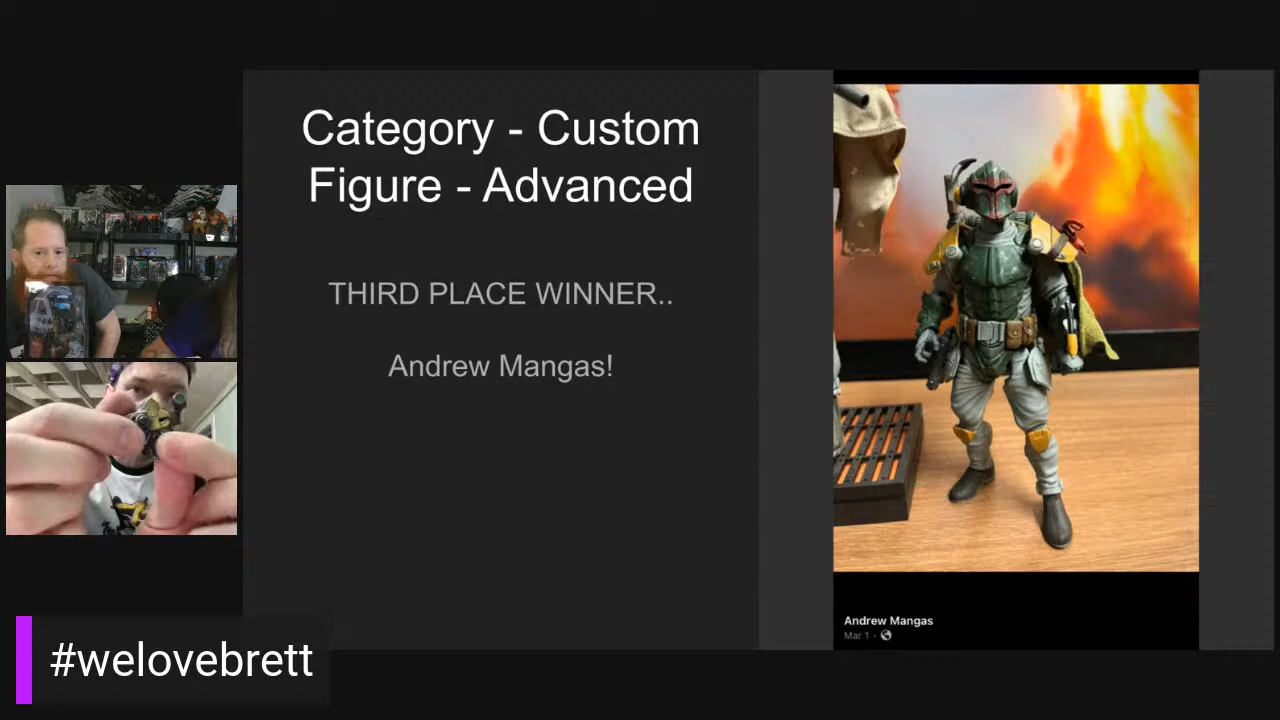 Category - Custom
Figure - Advanced
THIRD PLACE WINNER..
Andrew Mangas!
Andrew Mangas
Mar 1 ·
#welovebrett